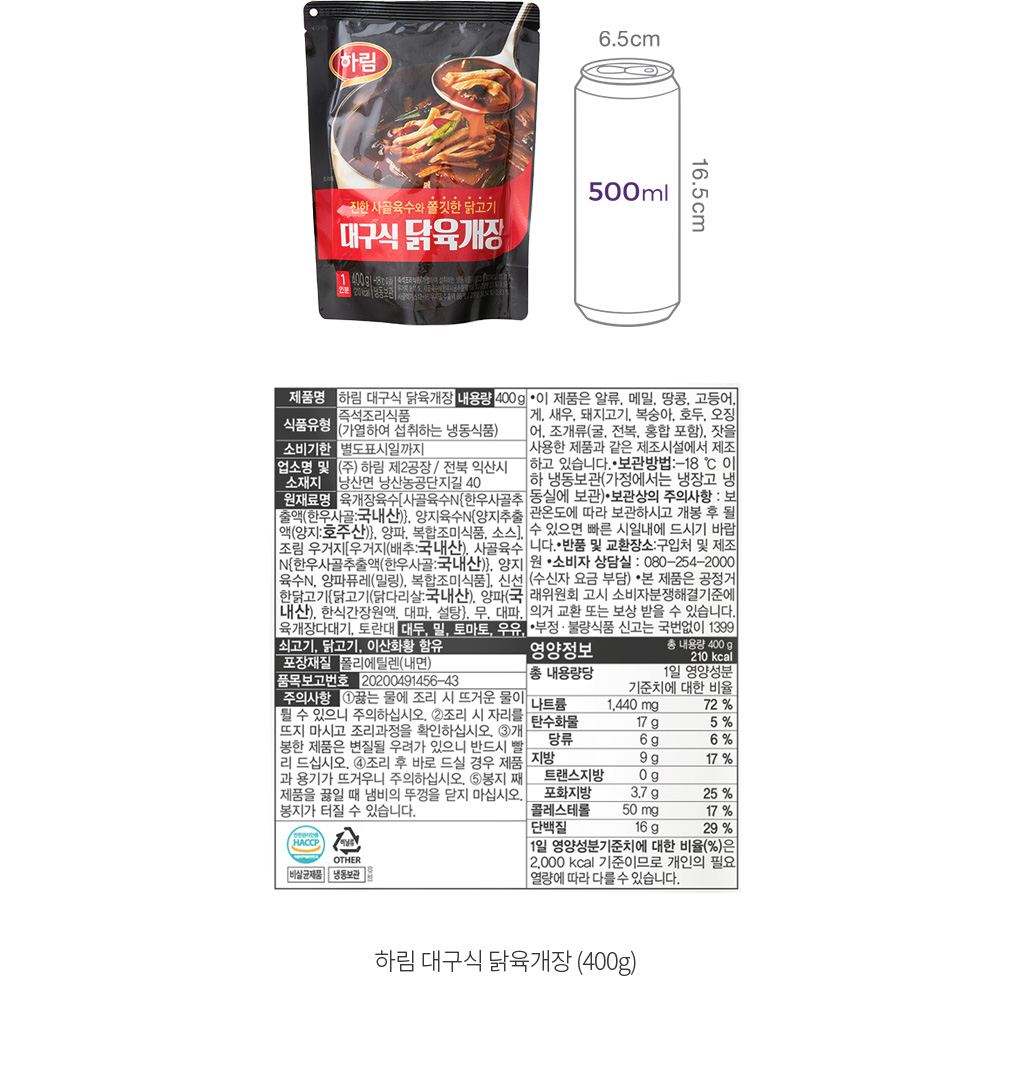 하림
진한 사골육수와 쫄깃한 닭고기
대구식 닭육개장
1
인분
400g
냉동보관
6.5cm
500ml
16.5cm
제품명 하림 대구식 닭육개장 내용량 400g
식품유형 즉석조리식품
(가열하여 섭취하는 냉동식품)
소비기한 별도표시일까지
업소명 및 소재지 (주) 하림 제2공장 / 전북 익산시
낭산면 낭산농공단지길 40
원재료명 육개장육수[사골육수N{한우사골추
출액(한우사골:국내산)}, 양지육수N{양지추출
액(양지:호주산)}, 양파, 복합조미식품, 소스],
조림 우거지[우거지(배추:국내산), 사골육수
N{한우사골추출액(한우사골:국내산)}, 양지
육수N, 양파퓨레(밀링), 복합조미식품], 신선
한닭고기{닭고기(닭다리살:국내산), 양파(국
내산), 한식간장원액, 대파, 설탕}, 무, 대파,
육개장다대기, 토란대 대두, 밀, 토마토, 우유,
쇠고기, 닭고기, 이산화황 함유
포장재질 폴리에틸렌(내면)
품목보고번호 20200491456-43
주의사항 ①끓는 물에 조리 시 뜨거운 물이
튈 수 있으니 주의하십시오. ②조리 시 자리를
뜨지 마시고 조리과정을 확인하십시오. ③개
봉한 제품은 변질될 우려가 있으니 반드시 빨
리 드십시오. ④조리 후 바로 드실 경우 제품
과 용기가 뜨거우니 주의하십시오. ⑤봉지 째
제품을 끓일 때 냄비의 뚜껑을 닫지 마십시오.
봉지가 터질 수 있습니다.
HACCP
비닐류
OTHER
비살균제품 냉동보관
•이 제품은 알류, 메밀, 땅콩, 고등어,
게, 새우, 돼지고기, 복숭아, 호두, 오징
어, 조개류(굴, 전복, 홍합 포함), 잣을
사용한 제품과 같은 제조시설에서 제조
하고 있습니다.•보관방법:-18 ℃ 이
하 냉동보관(가정에서는 냉장고 냉
동실에 보관)•보관상의 주의사항 : 보
관온도에 따라 보관하시고 개봉 후 될
수 있으면 빠른 시일내에 드시기 바랍
니다.•반품 및 교환장소:구입처 및 제조
원 •소비자 상담실 : 080-254-2000
(수신자 요금 부담) •본 제품은 공정거
래위원회 고시 소비자분쟁해결기준에
의거 교환 또는 보상 받을 수 있습니다.
•부정·불량식품 신고는 국번없이 1399
영양정보 총 내용량 400 g
210 kcal
총 내용량당 1일 영양성분
기준치에 대한 비율
나트륨 1,440 mg 72 %
탄수화물 17 g 5 %
당류 6 g 6 %
지방 9 g 17 %
트랜스지방 0 g
포화지방 3.7 g 25 %
콜레스테롤 50 mg 17 %
단백질 16 g 29 %
1일 영양성분기준치에 대한 비율(%)은
2,000 kcal 기준이므로 개인의 필요
열량에 따라 다를 수 있습니다.
하림 대구식 닭육개장 (400g)